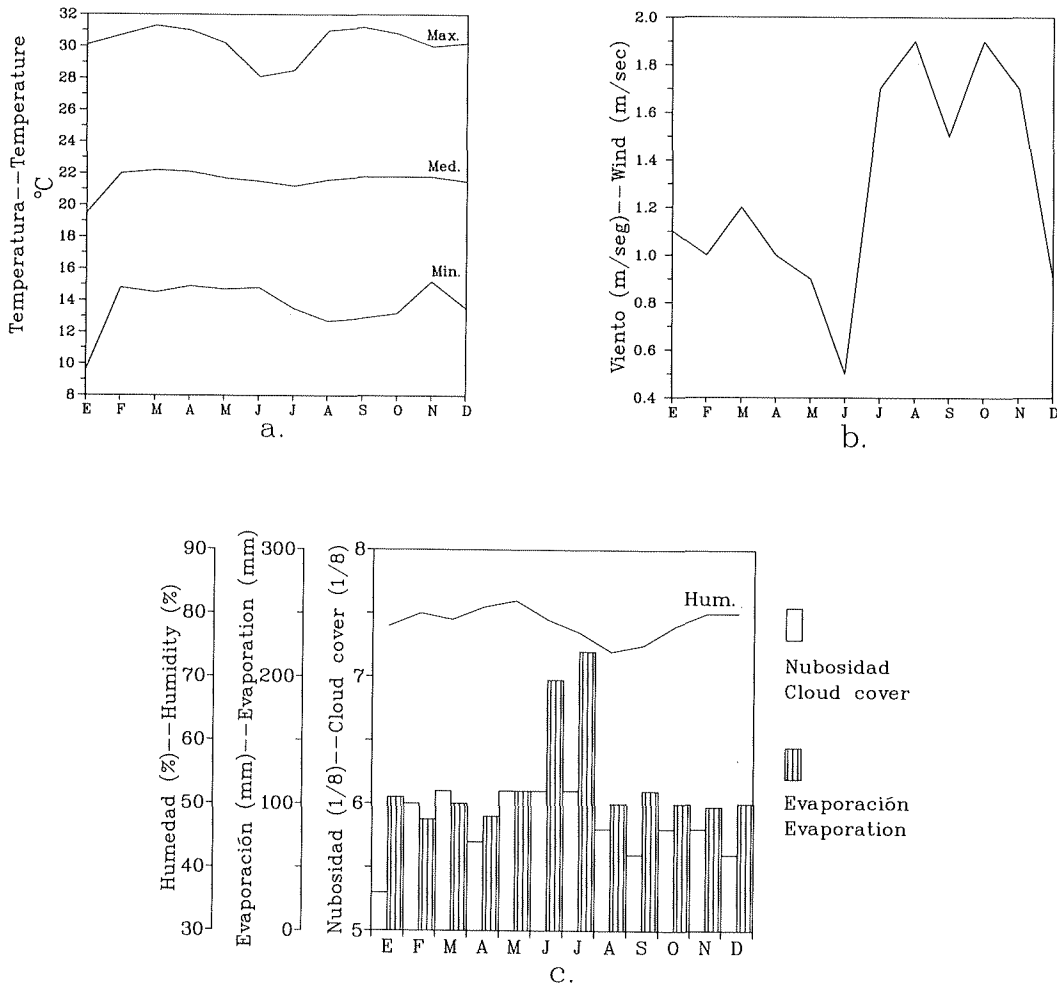 Temperatura--Temperature
°C
32
30
28
26
24
22
20
18
16
14
12
10
8
Max.
Med.
Min.
E F M A M J J A S O N D
a.
Viento (m/seg)--Wind (m/sec)
2.0
1.8
1.6
1.4
1.2
1.0
0.8
0.6
0.4
E F M A M J J A S O N D
b.
Humedad (%)--Humidity (%)
90
80
70
60
50
40
30
Evaporación (mm)--Evaporation (mm)
300
200
100
0
Nubosidad (1/8)--Cloud cover (1/8)
8
7
6
5
Hum.
E F M A M J J A S O N D
c.
Nubosidad
Cloud cover
Evaporación
Evaporation